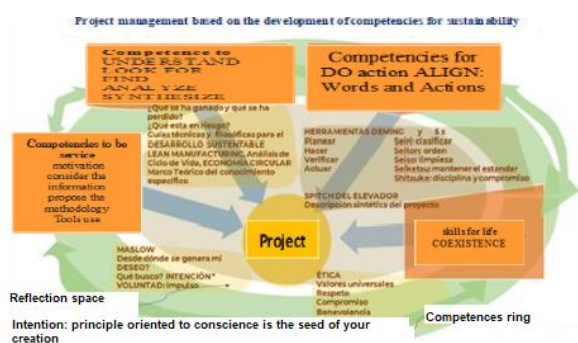 Project management based on the development of competencies for sustainability
Competence to
UNDERSTAND
LOOK FOR
FIND
ANALYZE
SYNTHESIZE
Competencies for
DO action ALIGN:
Words and Actions
¿Qué se ha ganado y qué se ha
perdido?
¿Qué esta en riesgo?
Guías técnicas y filosóficas para el
DESARROLLO SUSTENTABLE
LEAN MANUFACTURING, Análisis de
Ciclo de Vida, ECONOMÍA CIRCULAR
Marco Teórico del conocimiento
específico
HERRAMIENTAS DEMING y 5 s
Planear Seiri: clasificar
Hacer Seiton: orden
Verificar Seiso: limpieza
Actuar Seiketsu: mantener el estandar
Shitsuke: disciplina y compromiso
Competencies to be
service
motivation
consider the
information
propose the
methodology
Tools use
SPITCH DEL ELEVADOR
Descripción sintética del proyecto
Project
skills for life
COEXISTENCE
MASLOW
Desde dónde se genera mi
DESEO?
Qué busco? INTENCIÓN*
VOLUNTAD: impulso
ÉTICA
Valores universales
Respeto
Compromiso
Benevolencia
Reflection space
Competences ring
Intention: principle oriented to conscience is the seed of your
creation